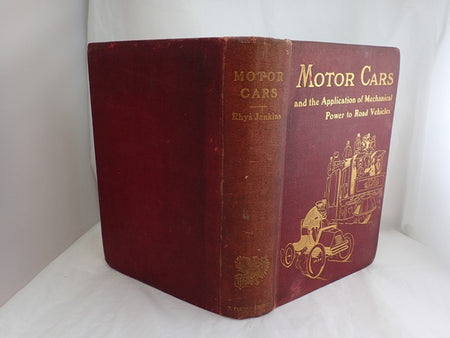 MOTOR
CARS
Rhys Jenkins
MOTOR CARS
and the Application of Mechanical
Power to Road Vehicles